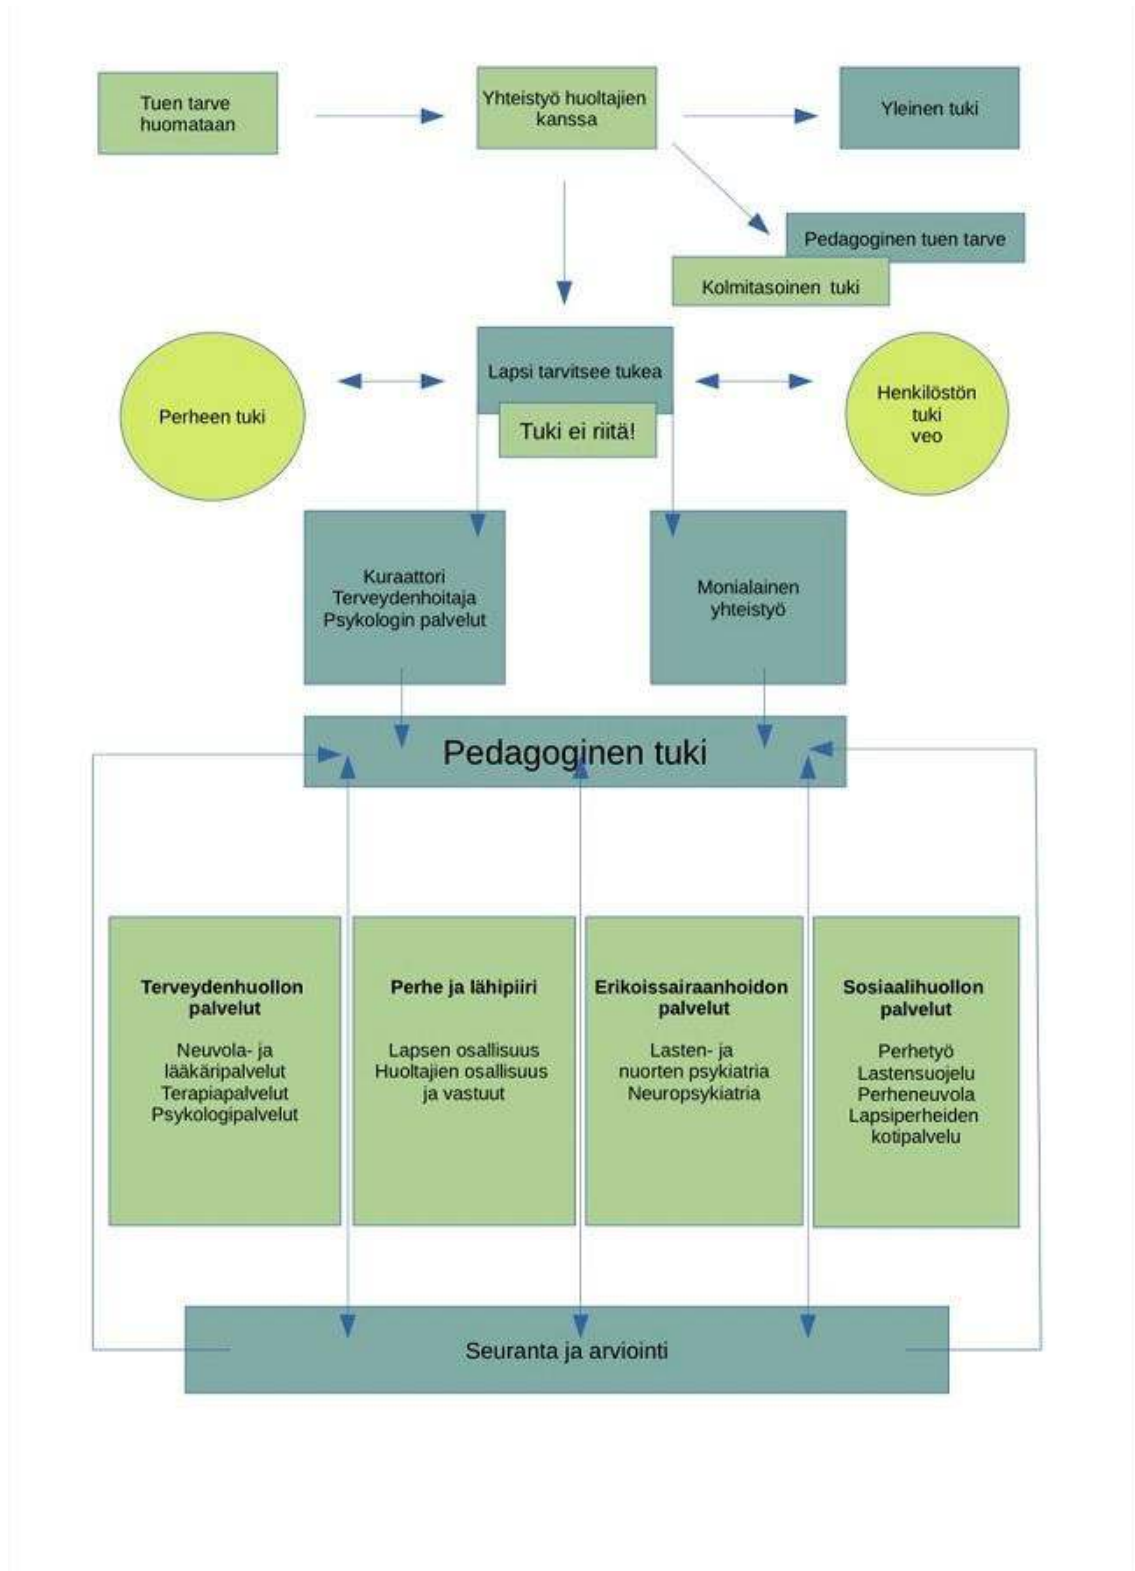 Tuen tarve
huomataan
Yhteistyö huoltajien
kanssa
Yleinen tuki
Pedagoginen tuen tarve
Kolmitasoinen tuki
Perheen tuki
Lapsi tarvitsee tukea
Tuki ei riitä!
Henkilöstön
tuki
veo
Kuraattori
Terveydenhoitaja
Psykologin palvelut
Monialainen
yhteistyö
Pedagoginen tuki
Terveydenhuollon
palvelut
Neuvola- ja
lääkäripalvelut
Terapiapalvelut
Psykologipalvelut
Perhe ja lähipiiri
Lapsen osallisuus
Huoltajien osallisuus
ja vastuut
Erikoissairaanhoidon
palvelut
Lasten- ja
nuorten psykiatria
Neuropsykiatria
Sosiaalihuollon
palvelut
Perhetyö
Lastensuojelu
Perheneuvola
Lapsiperheiden
kotipalvelu
Seuranta ja arviointi